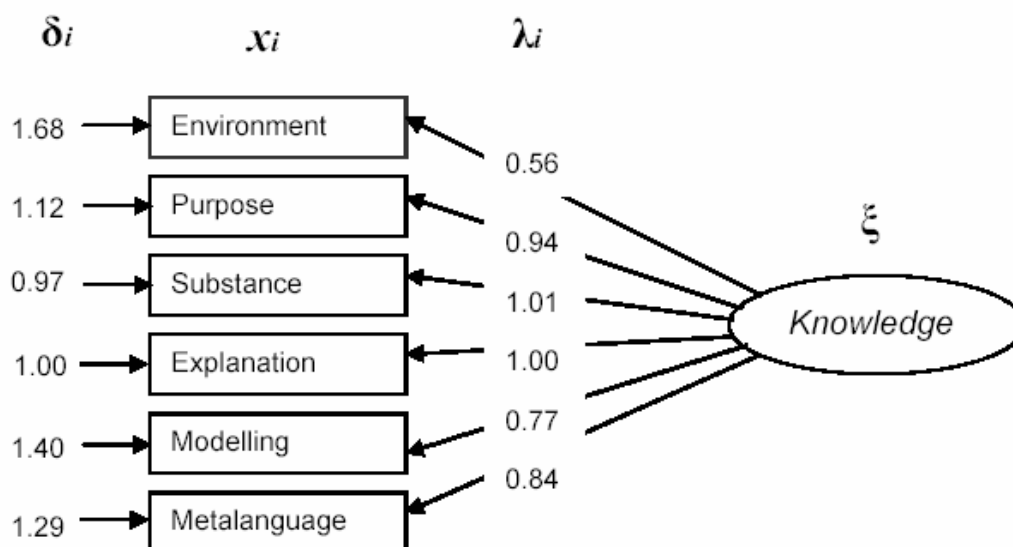 δi xi λi
1.68 Environment
0.56
1.12 Purpose
0.94
ξ
0.97 Substance
1.01
Knowledge
1.00 Explanation
1.00
1.40 Modelling
0.77
0.84
1.29 Metalanguage